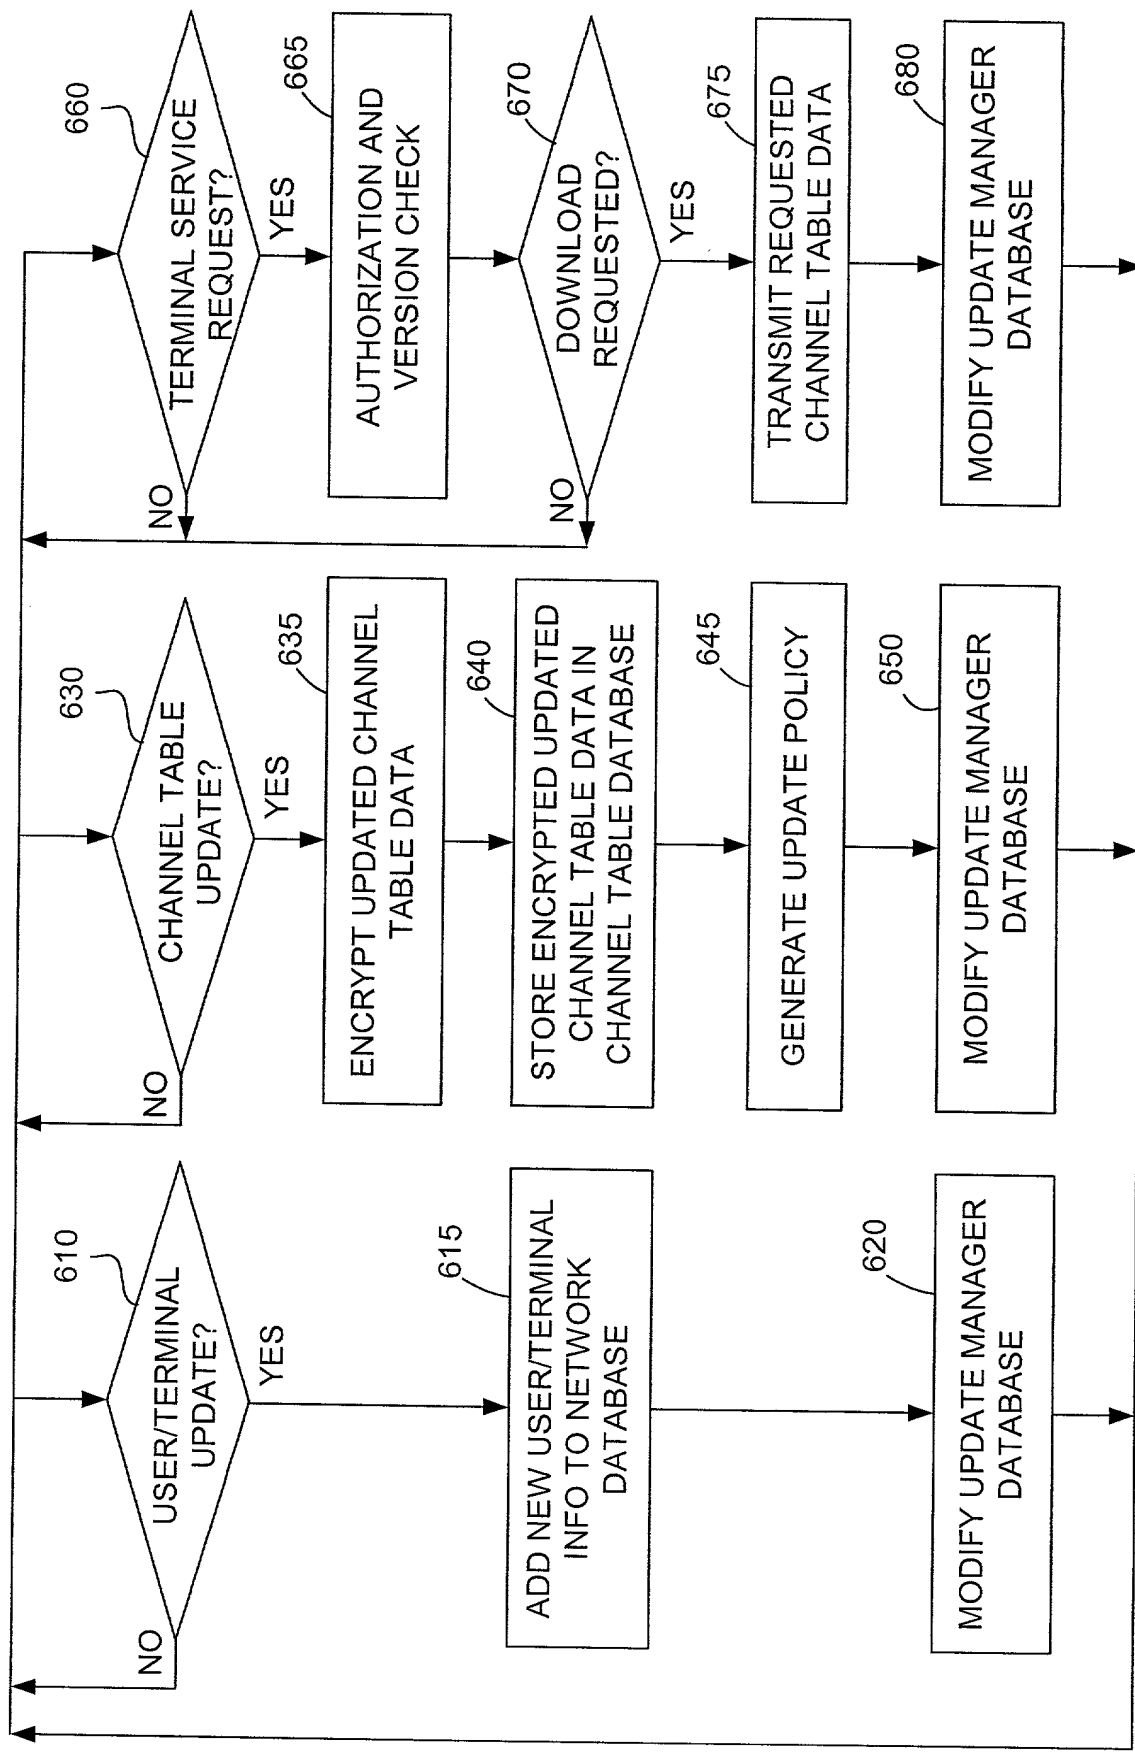 610
USER/TERMINAL
UPDATE?
NO
YES
615
ADD NEW USER/TERMINAL
INFO TO NETWORK
DATABASE
620
MODIFY UPDATE MANAGER
DATABASE
630
CHANNEL TABLE
UPDATE?
NO
YES
635
ENCRYPT UPDATED CHANNEL
TABLE DATA
640
STORE ENCRYPTED UPDATED
CHANNEL TABLE DATA IN
CHANNEL TABLE DATABASE
645
GENERATE UPDATE POLICY
650
MODIFY UPDATE MANAGER
DATABASE
660
TERMINAL SERVICE
REQUEST?
NO
YES
665
AUTHORIZATION AND
VERSION CHECK
670
DOWNLOAD
REQUESTED?
NO
YES
675
TRANSMIT REQUESTED
CHANNEL TABLE DATA
680
MODIFY UPDATE MANAGER
DATABASE